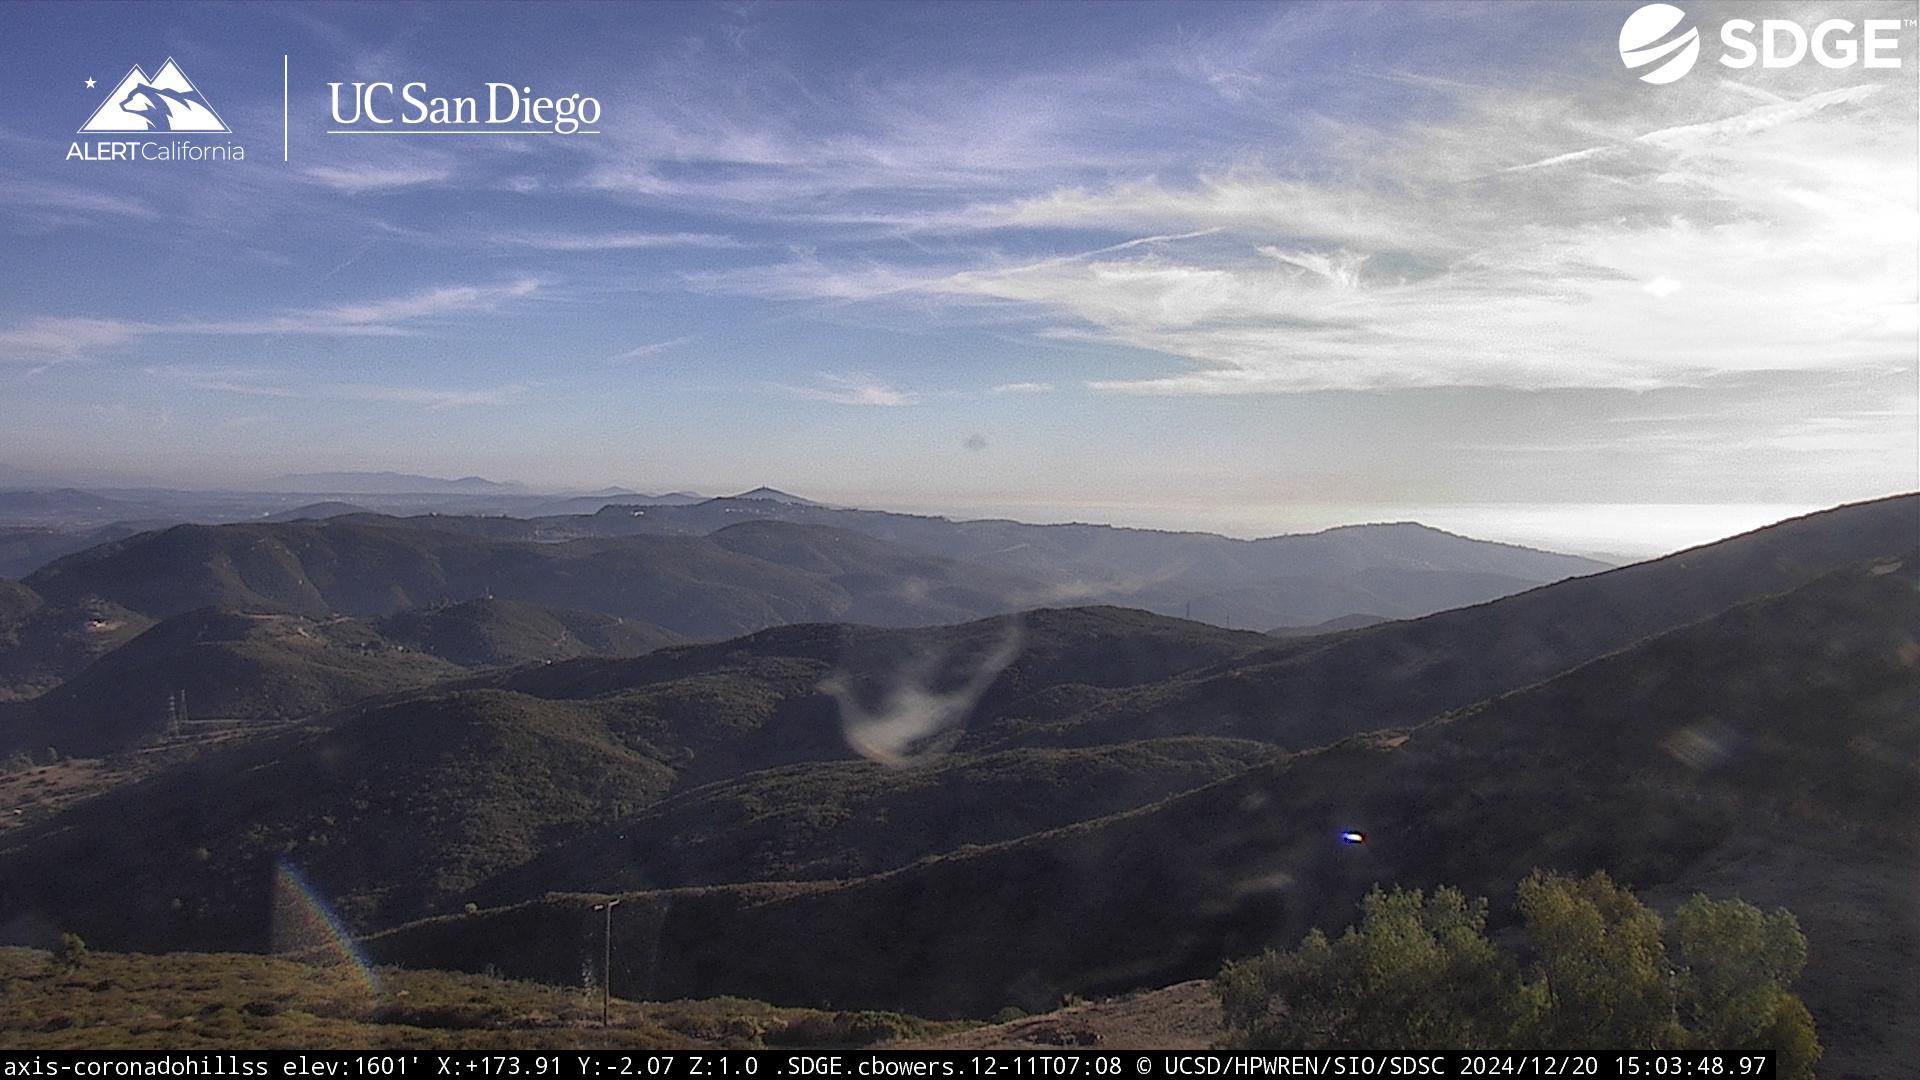 SDGE™
UC San Diego
ALERTCalifornia
axis-coronadohillss elev:1601' X:+173.91 Y:-2.07 Z:1.0 .SDGE.cbowers.12-11T07:08 © UCSD/HPWREN/SIO/SDSC 2024/12/20 15:03:48.97